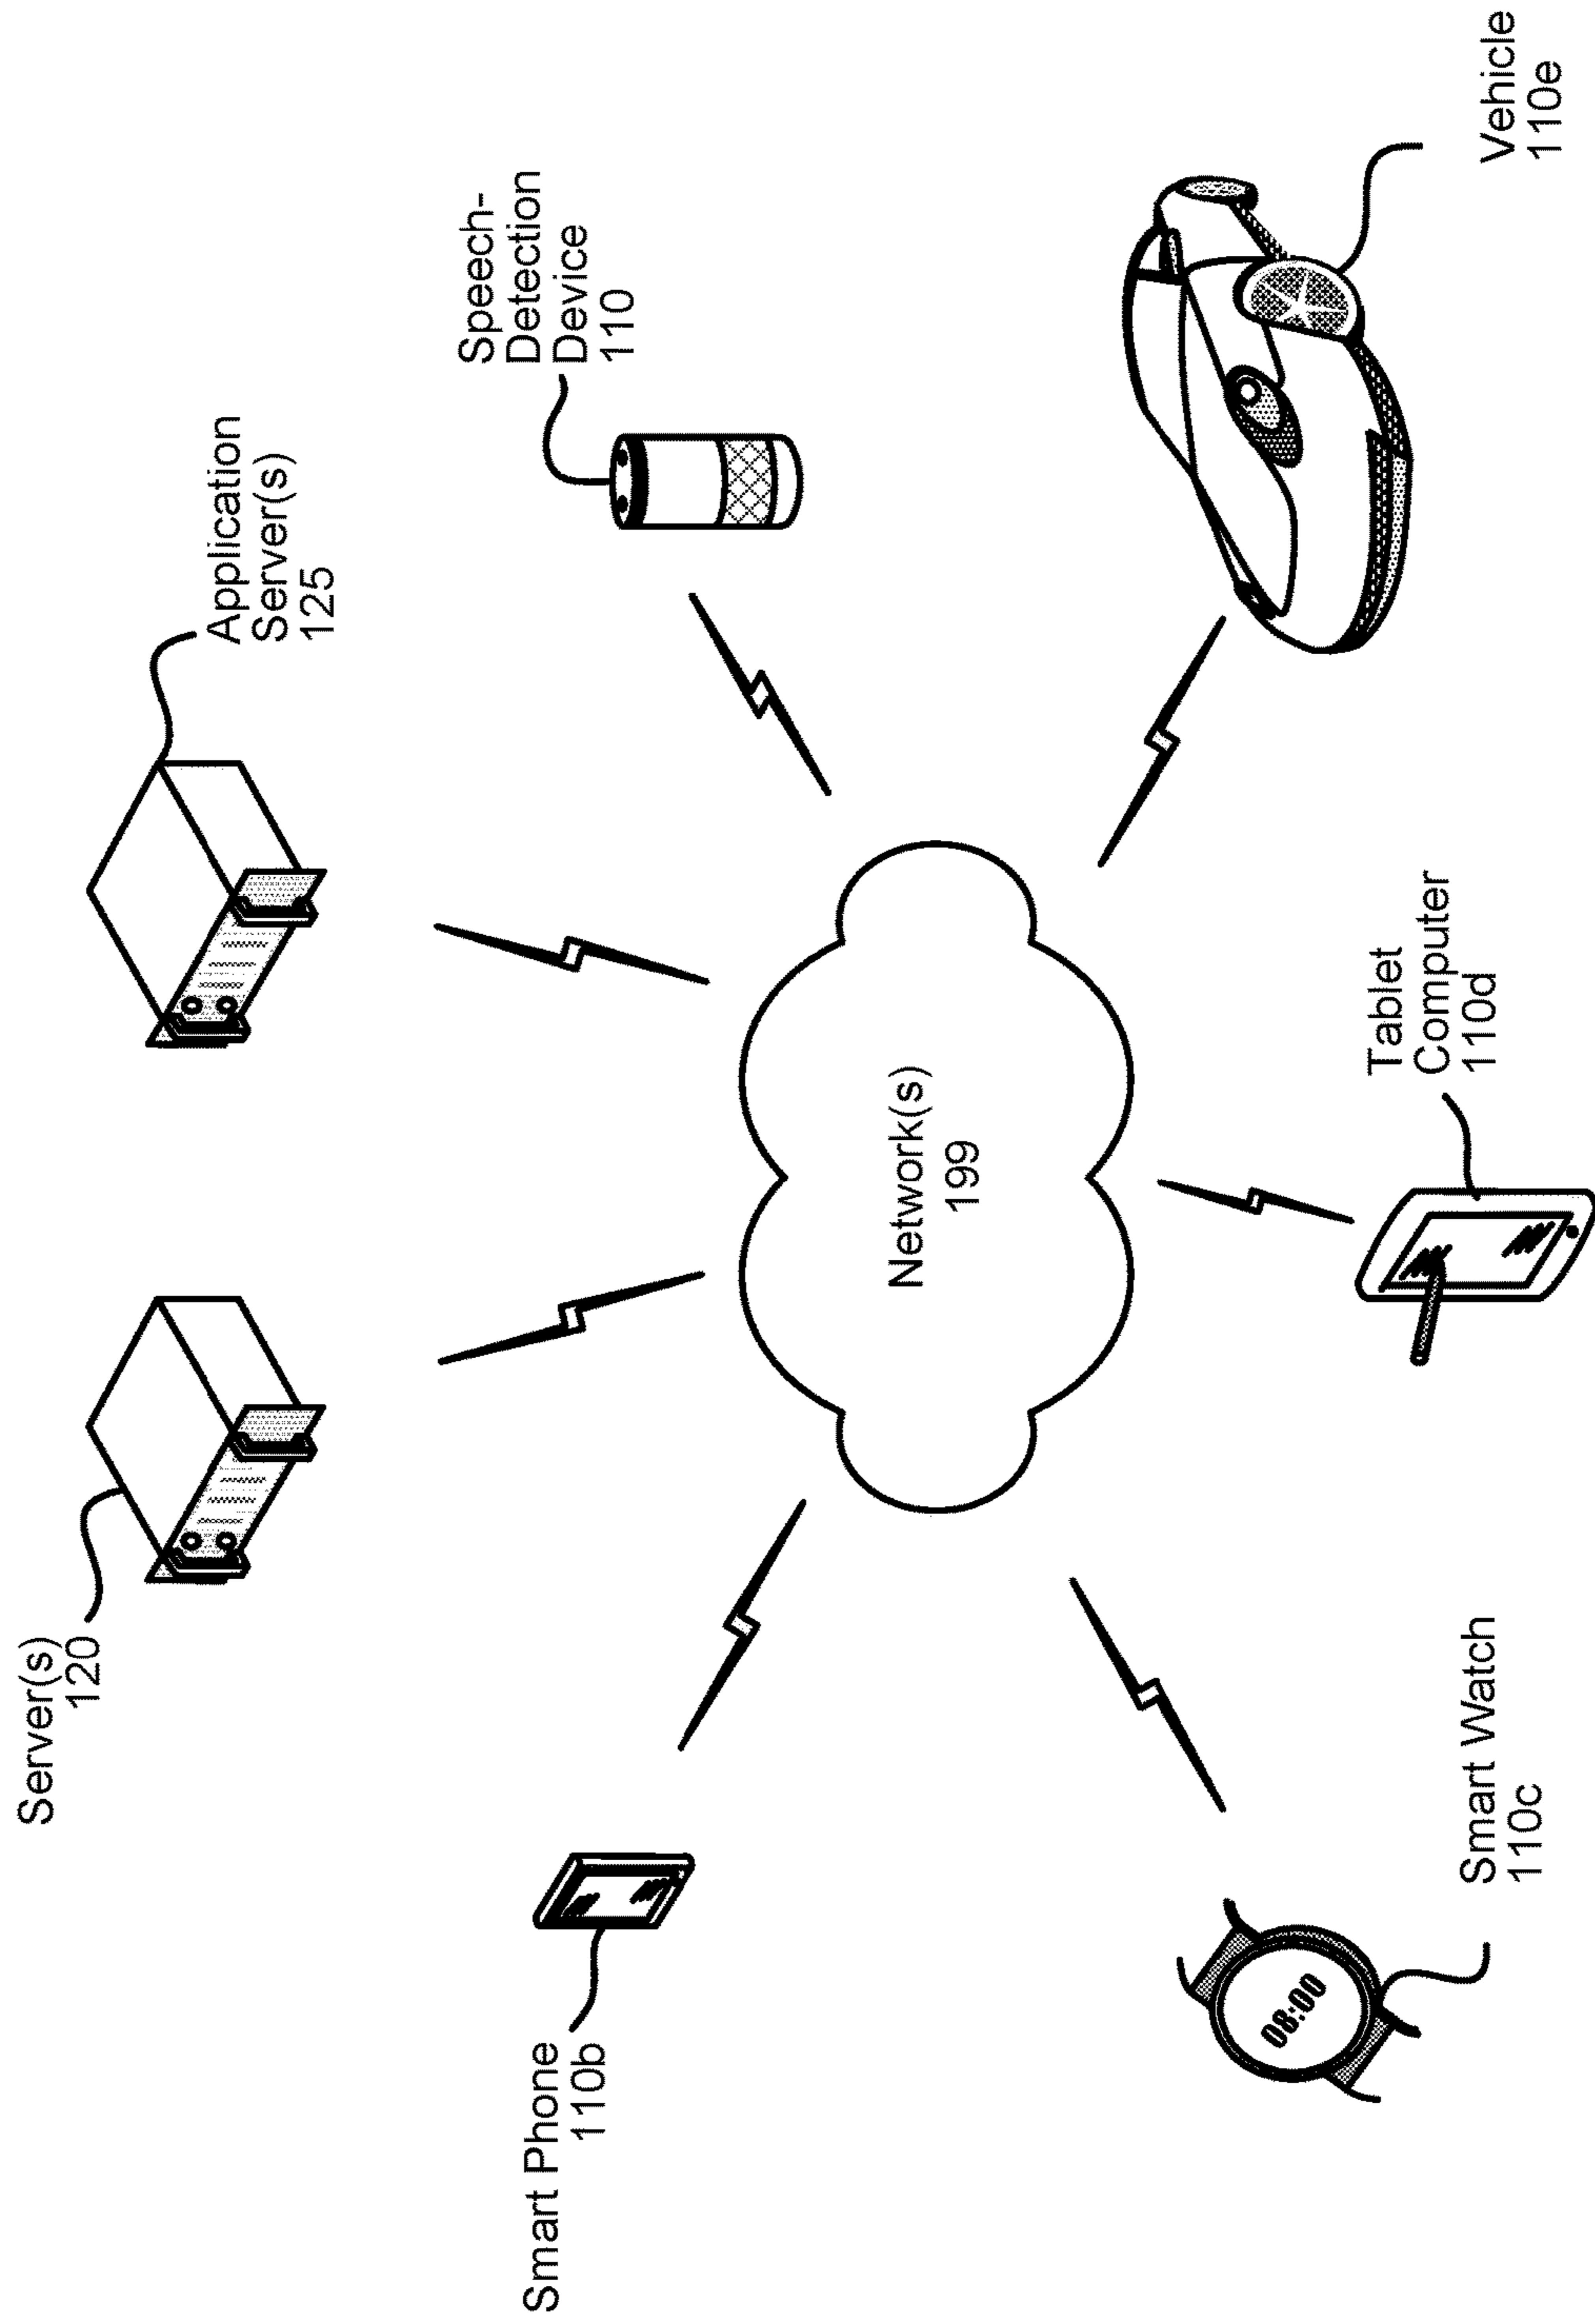 Server(s)
120
Application
Server(s)
125
Smart Phone
110b
Speech-
Detection
Device
110
Network(s)
199
08:00
Smart Watch
110c
Tablet
Computer
110d
Vehicle
110e